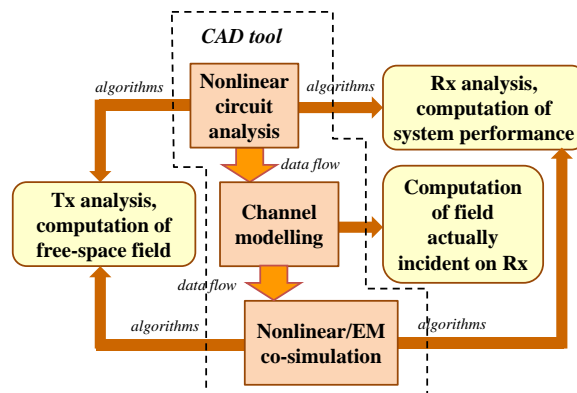 CAD tool
Nonlinear
circuit
analysis
algorithms
algorithms
Rx analysis,
computation of
system performance
data flow
Tx analysis,
computation of
free-space field
Channel
modelling
Computation
of field
actually
incident on Rx
data flow
Nonlinear/EM
co-simulation
algorithms
algorithms